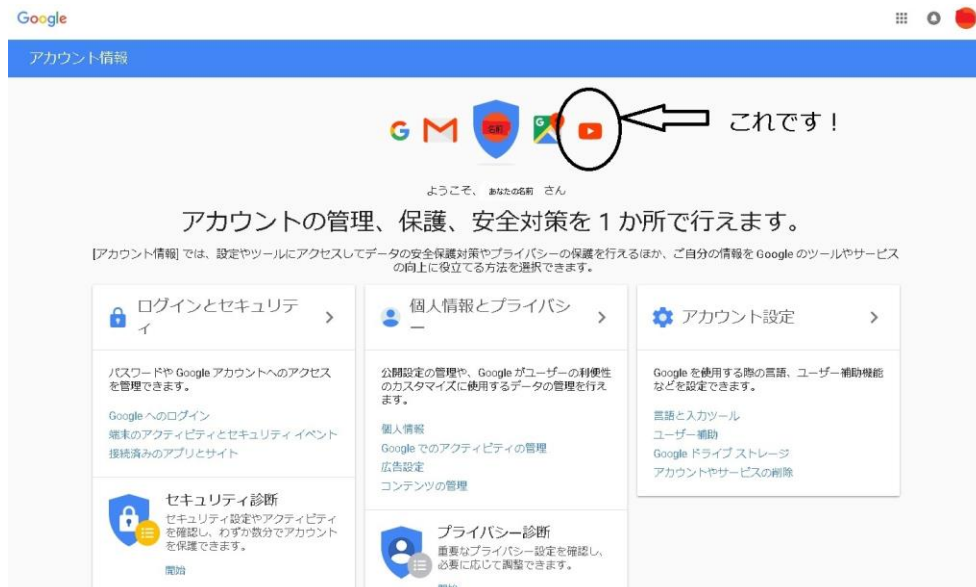 Google
アカウント情報
これです！
名前
ようこそ、 あなたの名前 さん
アカウントの管理、保護、安全対策を 1 か所で行えます。
[アカウント情報] では、設定やツールにアクセスしてデータの安全保護対策やプライバシーの保護を行えるほか、ご自分の情報を Google のツールやサービス
の向上に役立てる方法を選択できます。
ログインとセキュリテ
ィ
パスワードや Google アカウントへのアクセス
を管理できます。
Google へのログイン
端末のアクティビティとセキュリティ イベント
接続済みのアプリとサイト
セキュリティ診断
セキュリティ設定やアクティビティ
を確認し、わずか数分でアカウント
を保護できます。
開始
個人情報とプライバシ
ー
公開設定の管理や、Google がユーザーの利便性
のカスタマイズに使用するデータの管理を行え
ます。
個人情報
Google でのアクティビティの管理
広告設定
コンテンツの管理
プライバシー診断
重要なプライバシー設定を確認し、
必要に応じて調整できます。
開始
アカウント設定
Google を使用する際の言語、ユーザー補助機能
などを設定できます。
言語と入力ツール
ユーザー補助
Google ドライブ ストレージ
アカウントやサービスの削除